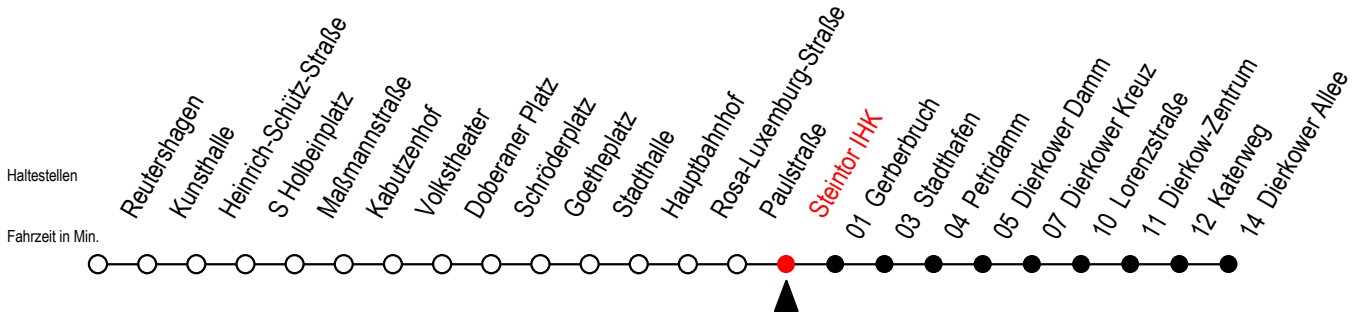 Haltestellen
Fahrzeit in Min.
Reutershagen
Kunsthalle
Heinrich-Schütz-Straße
S Holbeinplatz
Maßmannstraße
Kabutzenhof
Volkstheater
Doberaner Platz
Schröderplatz
Goetheplatz
Stadthalle
Hauptbahnhof
Rosa-Luxemburg-Straße
Paulstraße
Steintor IHK
01 Gerberbruch
03 Stadthafen
04 Petridamm
05 Dierkower Damm
07 Dierkower Kreuz
10 Lorenzstraße
11 Dierkow-Zentrum
12 Katerweg
14 Dierkower Allee